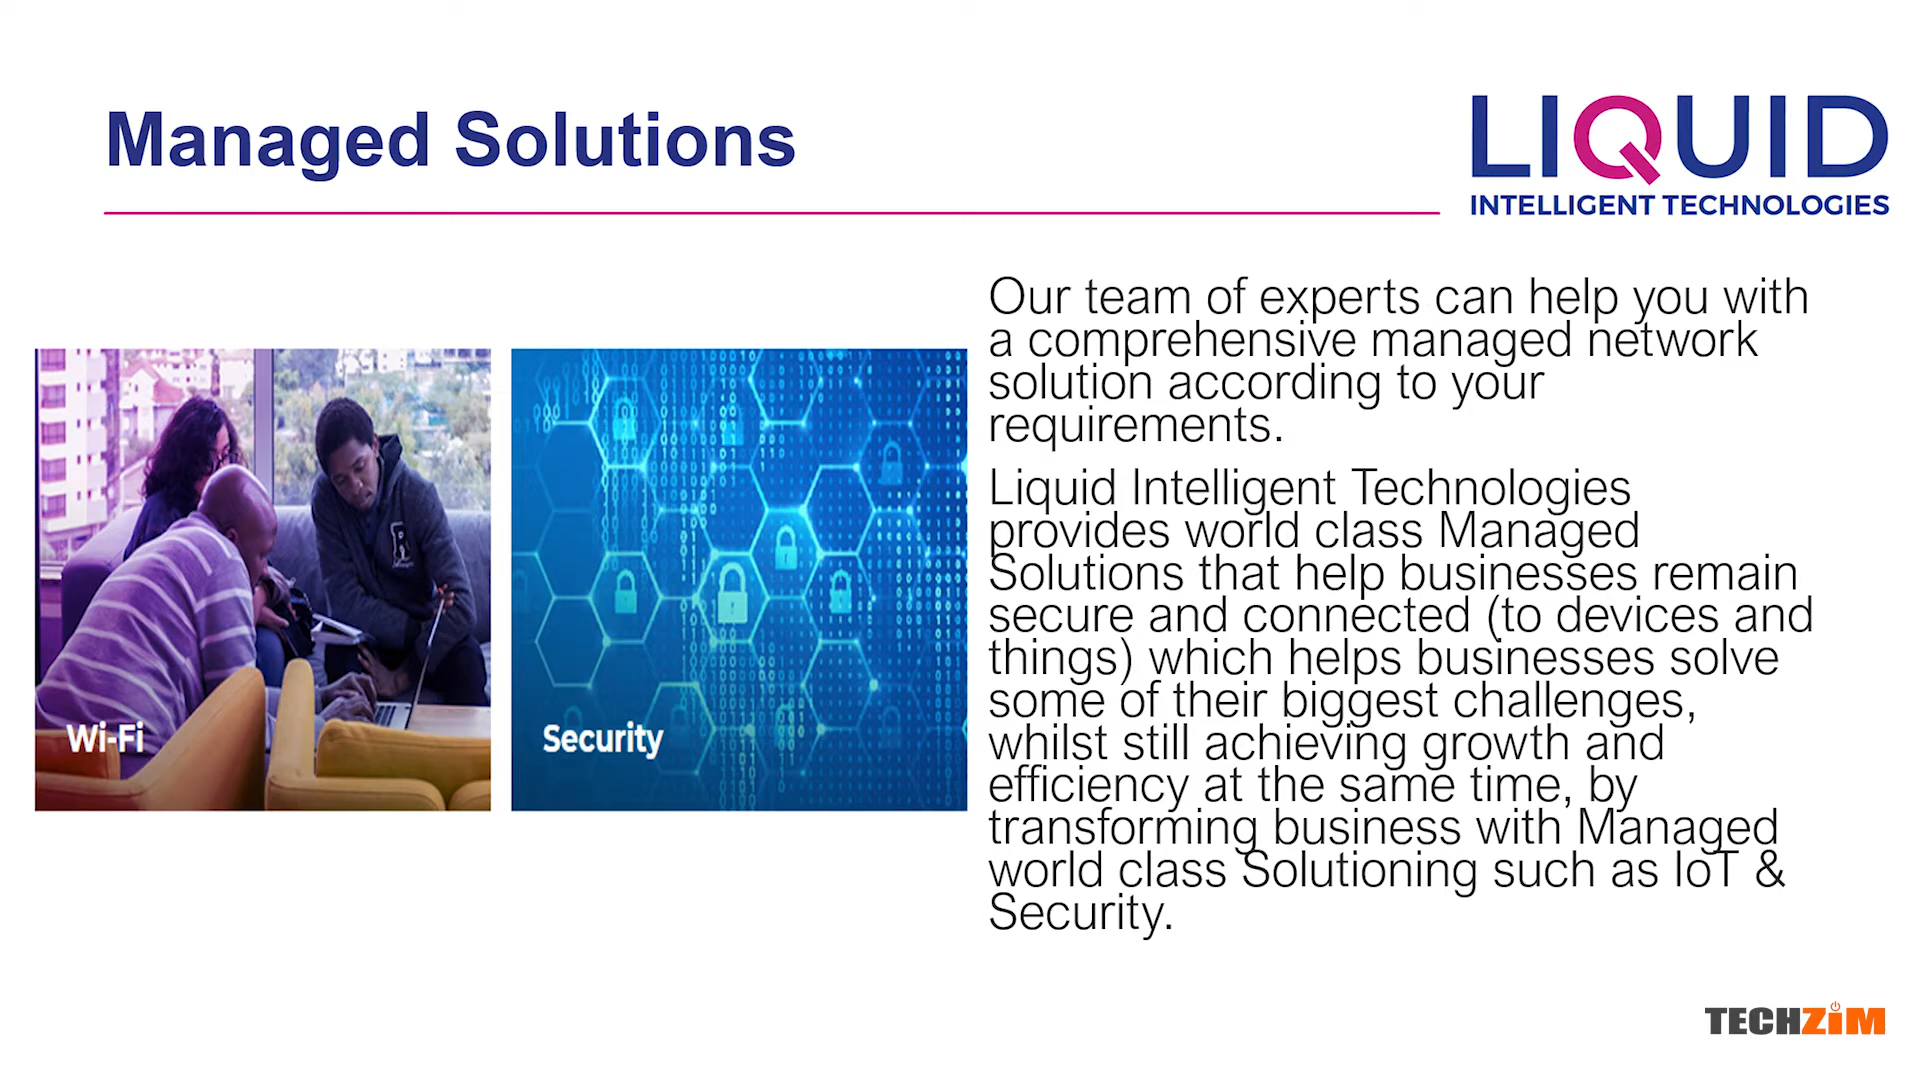 Managed Solutions
LIQUID
INTELLIGENT TECHNOLOGIES
Wi-Fi
Security
Our team of experts can help you with
a comprehensive managed network
solution according to your
requirements.
Liquid Intelligent Technologies
provides world class Managed
Solutions that help businesses remain
secure and connected (to devices and
things) which helps businesses solve
some of their biggest challenges,
whilst still achieving growth and
efficiency at the same time, by
transforming business with Managed
world class Solutioning such as IoT &
Security.
TECHZiM